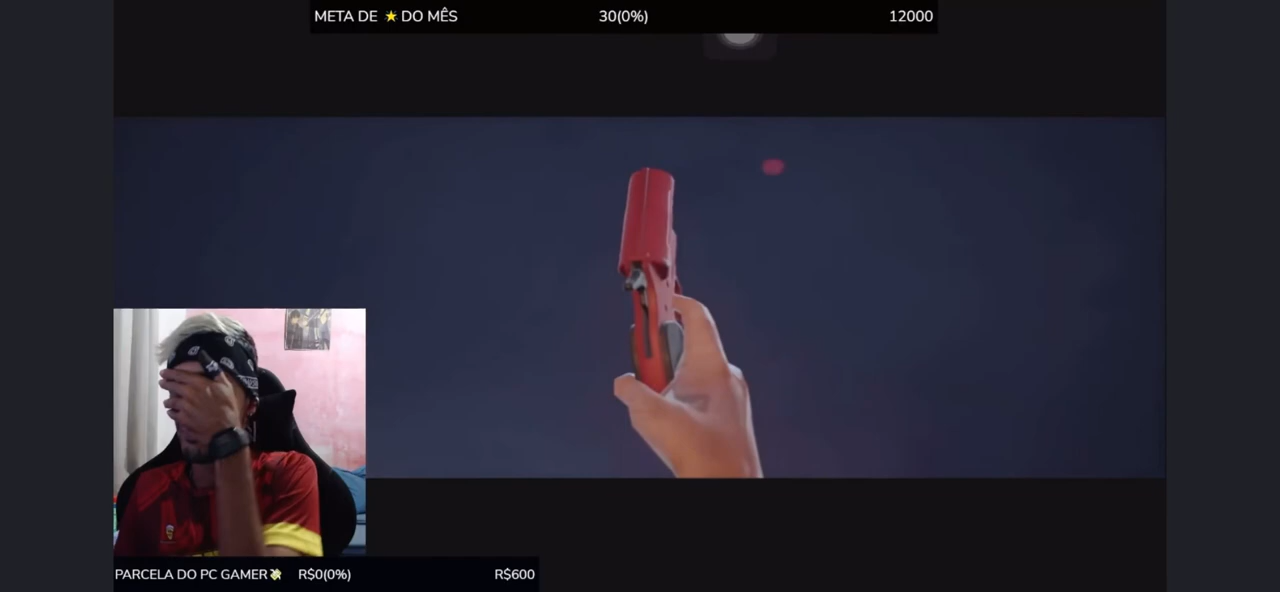 META DE ⭐ DO MÊS 30(0%) 12000
PARCELA DO PC GAMER💸 R$0(0%) R$600